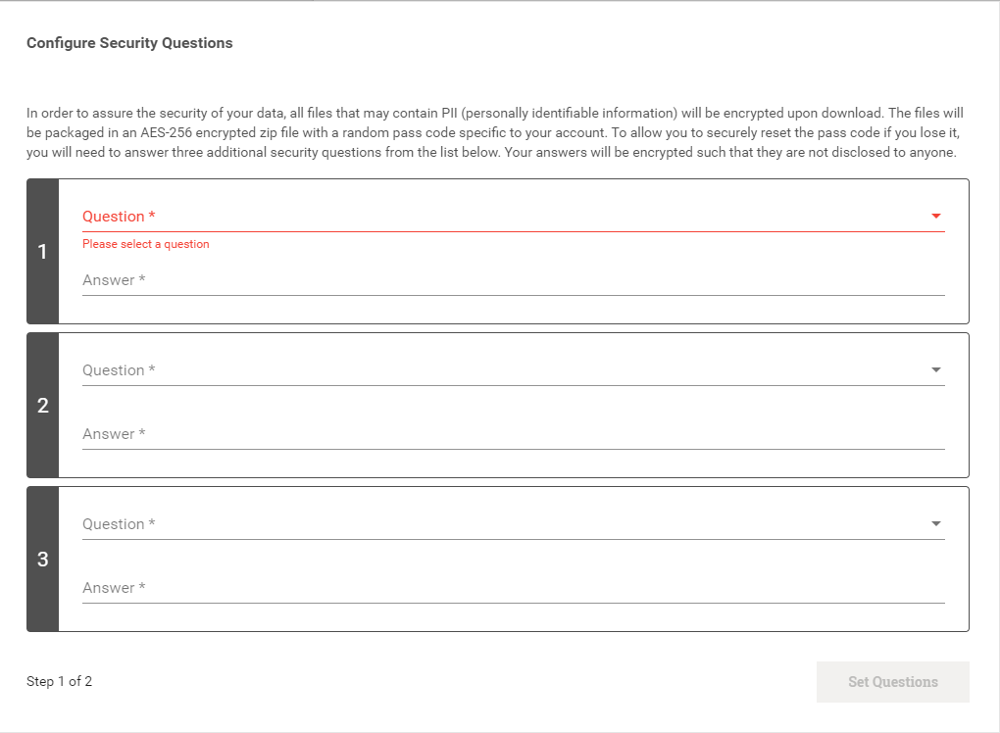 Configure Security Questions
In order to assure the security of your data, all files that may contain PII (personally identifiable information) will be encrypted upon download. The files will
be packaged in an AES-256 encrypted zip file with a random pass code specific to your account. To allow you to securely reset the pass code if you lose it,
you will need to answer three additional security questions from the list below. Your answers will be encrypted such that they are not disclosed to anyone.
1
Question *
Please select a question
Answer *
2
Question *
Answer *
3
Question *
Answer *
Step 1 of 2
Set Questions